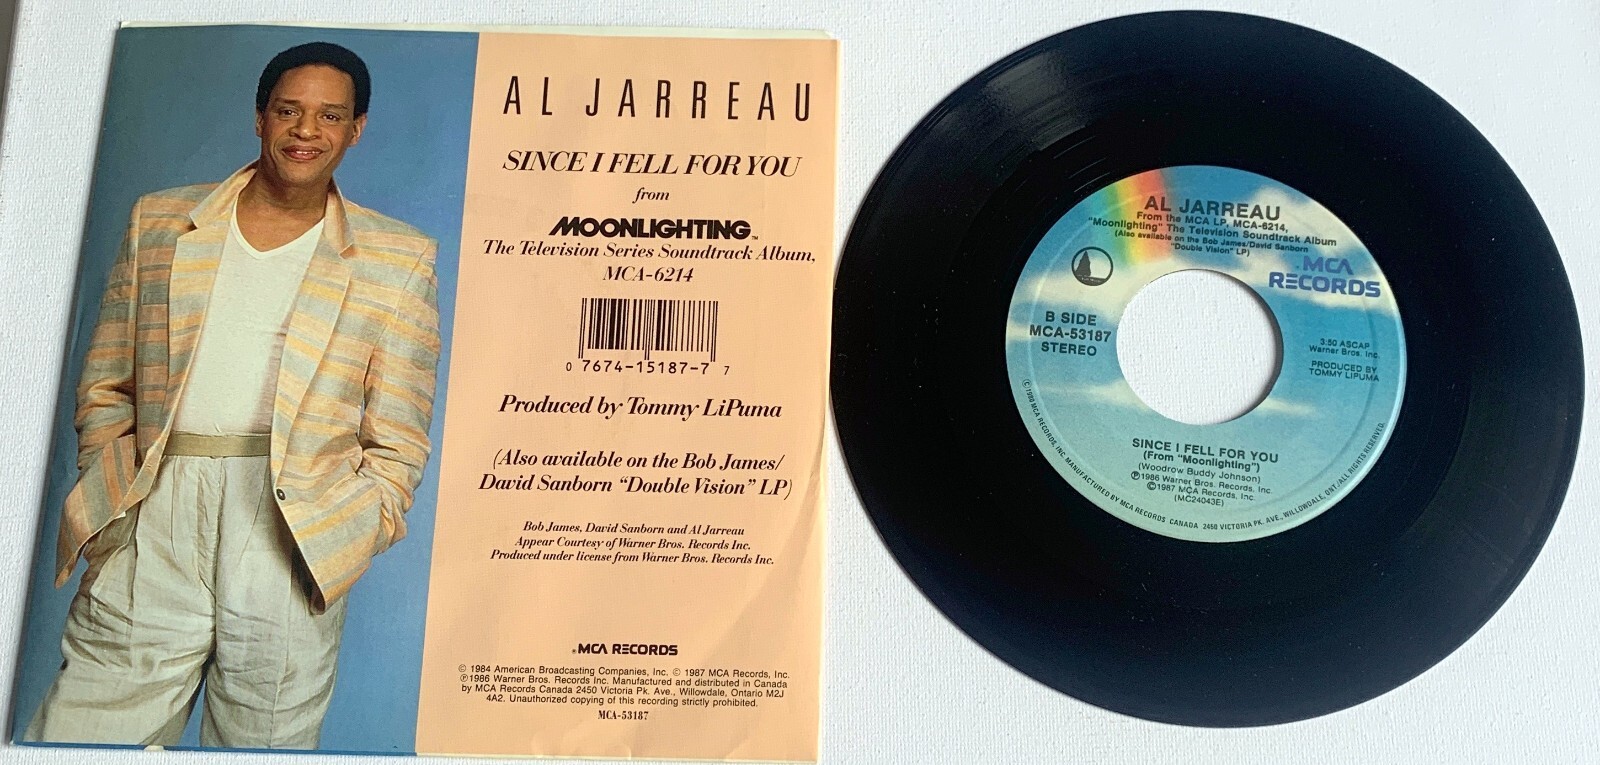 AL JARREAU
SINCE I FELL FOR YOU
from
MOONLIGHTING™
The Television Series Soundtrack Album,
MCA-6214
0 7674-15187-7 7
Produced by Tommy LiPuma
(Also available on the Bob James/
David Sanborn "Double Vision" LP)
Bob James, David Sanborn and Al Jarreau
Appear Courtesy of Warner Bros. Records Inc.
Produced under license from Warner Bros. Records Inc.
MCA RECORDS
© 1984 American Broadcasting Companies, Inc. © 1987 MCA Records, Inc.
℗1986 Warner Bros. Records Inc. Manufactured and distributed in Canada
by MCA Records Canada 2450 Victoria Pk. Ave., Willowdale, Ontario M2J
4A2. Unauthorized copying of this recording strictly prohibited.
MCA-53187
AL JARREAU
From the MCA LP, MCA-6214,
"Moonlighting" The Television Soundtrack Album
(Also available on the Bob James/David Sanborn
"Double Vision" LP)
MCA RECORDS
B SIDE
MCA-53187
STEREO
3:50 ASCAP
Warner Bros. Inc.
PRODUCED BY
TOMMY LIPUMA
SINCE I FELL FOR YOU
(From "Moonlighting")
(Woodrow Buddy Johnson)
℗1986 Warner Bros. Records, Inc.
©1987 MCA Records, Inc.
(MC24043E)
© 1980 MCA RECORDS, INC. MANUFACTURED BY MCA RECORDS CANADA 2450 VICTORIA PK. AVE., WILLOWDALE, ONT./ALL RIGHTS RESERVED.